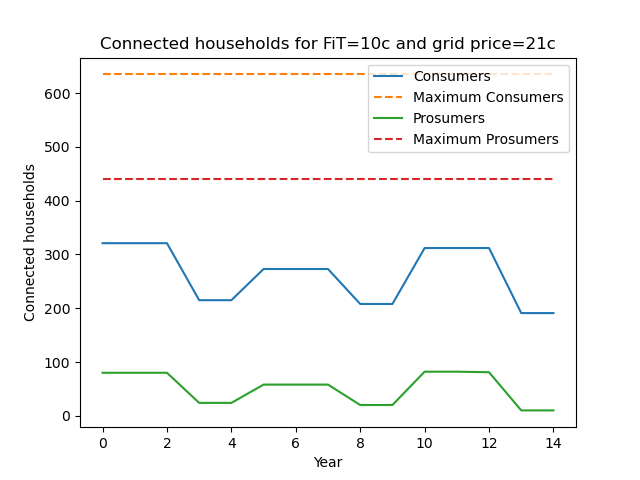 Connected households for FiT=10c and grid price=21c
Consumers
Maximum Consumers
Prosumers
Maximum Prosumers
Connected households
600
500
400
300
200
100
0
0 2 4 6 8 10 12 14
Year